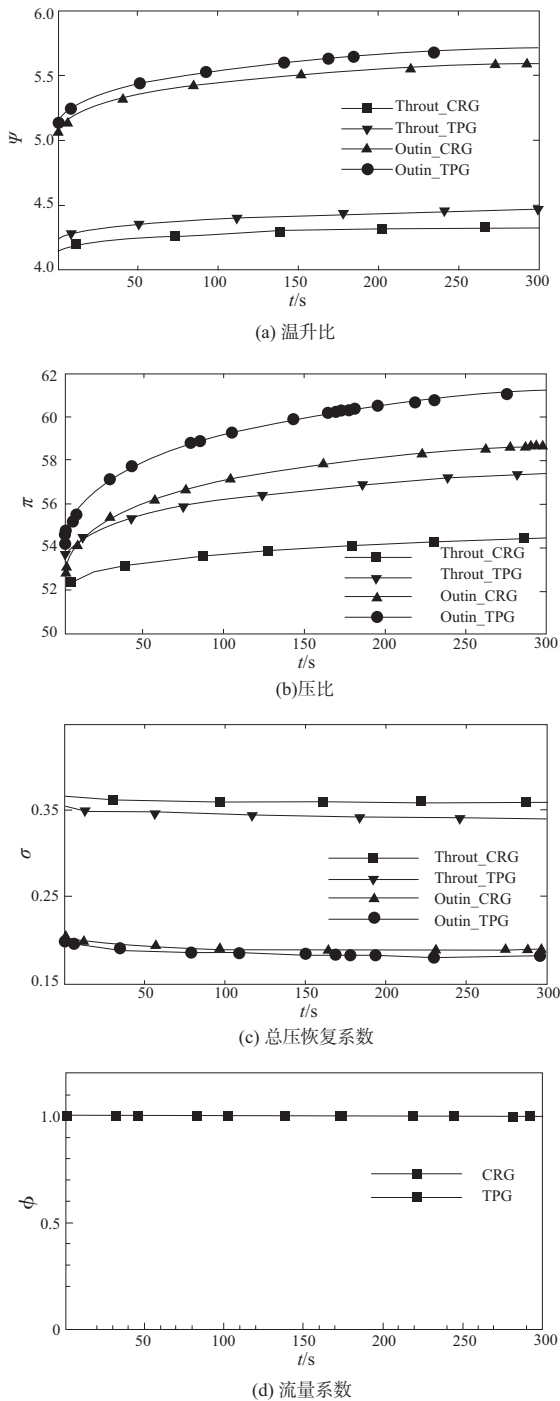 6.0
5.5
5.0
4.5
4.0
Ψ
Throut_CRG
Throut_TPG
Outin_CRG
Outin_TPG
50 100 150 200 250 300
t/s
(a) 温升比
62
60
58
56
54
52
50
π
Throut_CRG
Throut_TPG
Outin_CRG
Outin_TPG
50 100 150 200 250 300
t/s
(b)压比
0.35
0.25
0.15
σ
Throut_CRG
Throut_TPG
Outin_CRG
Outin_TPG
50 100 150 200 250 300
t/s
(c) 总压恢复系数
1.0
0.5
0
ϕ
CRG
TPG
50 100 150 200 250 300
t/s
(d) 流量系数